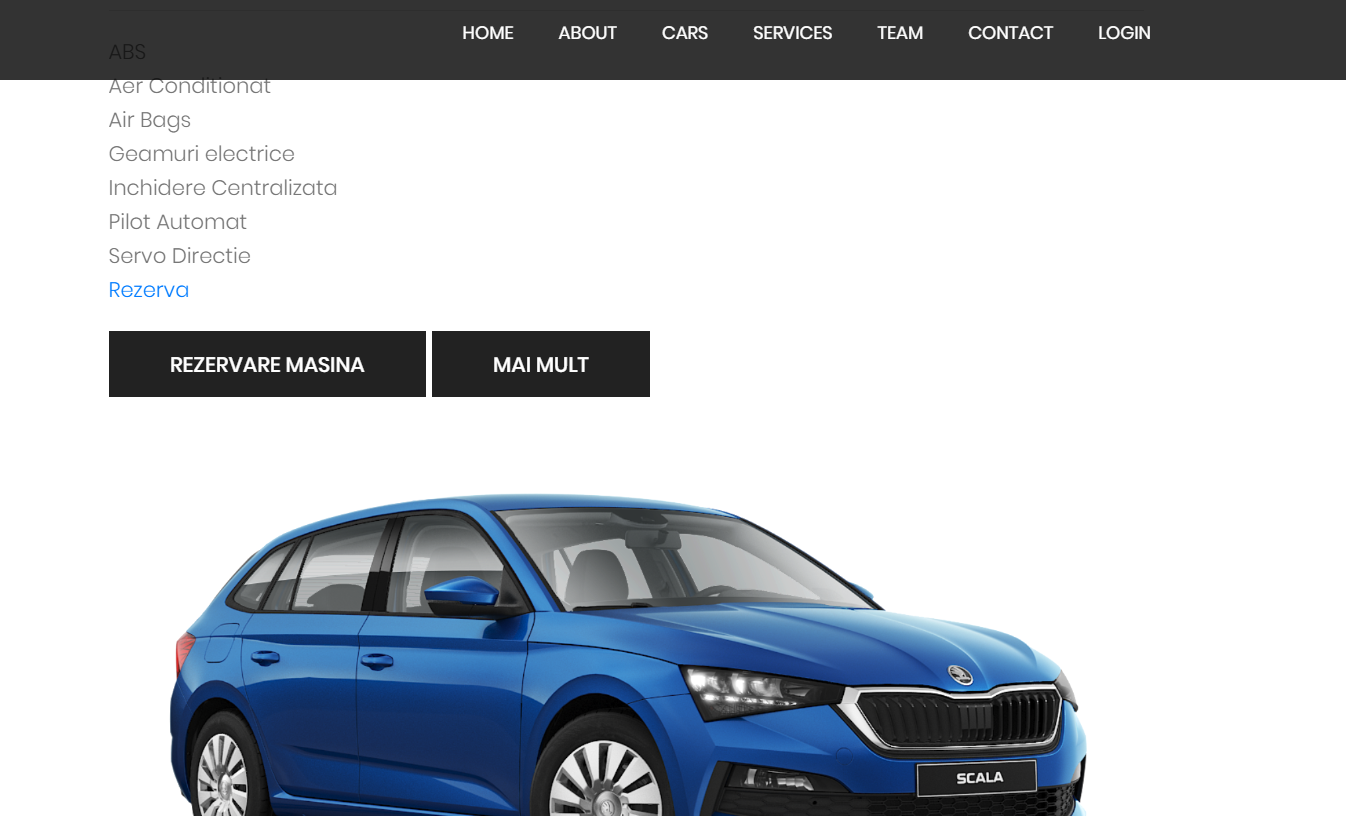 HOME ABOUT CARS SERVICES TEAM CONTACT LOGIN
ABS
Aer Conditionat
Air Bags
Geamuri electrice
Inchidere Centralizata
Pilot Automat
Servo Directie
Rezerva
REZERVARE MASINA MAI MULT
SCALA